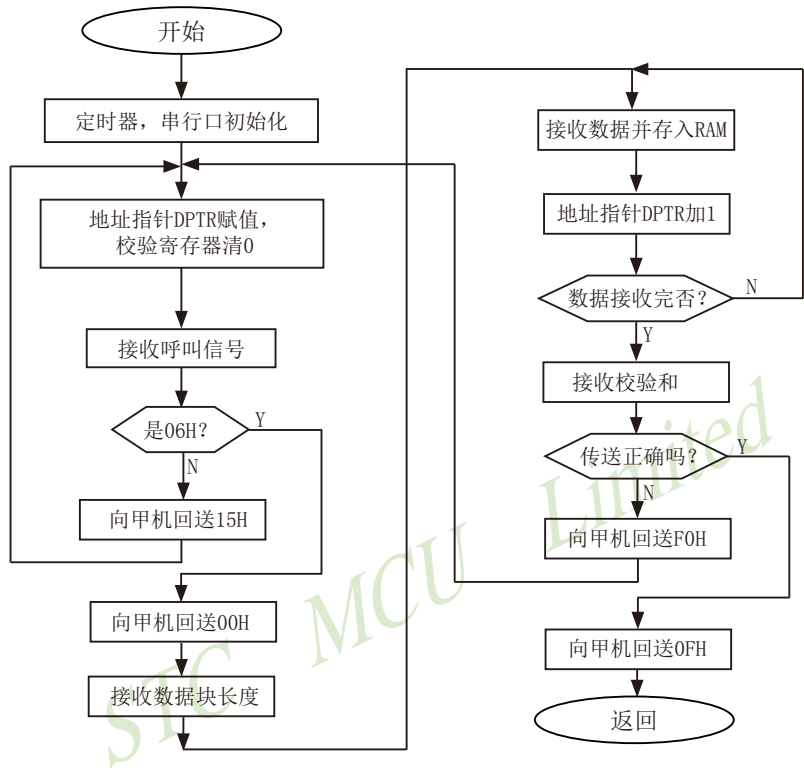 开始
定时器，串行口初始化
地址指针DPTR赋值，
校验寄存器清0
接收呼叫信号
是06H？
Y
N
向甲机回送15H
向甲机回送00H
接收数据块长度
接收数据并存入RAM
地址指针DPTR加1
数据接收完否？
N
Y
接收校验和
传送正确吗？
Y
N
向甲机回送F0H
向甲机回送0FH
返回
STC MCU Limited